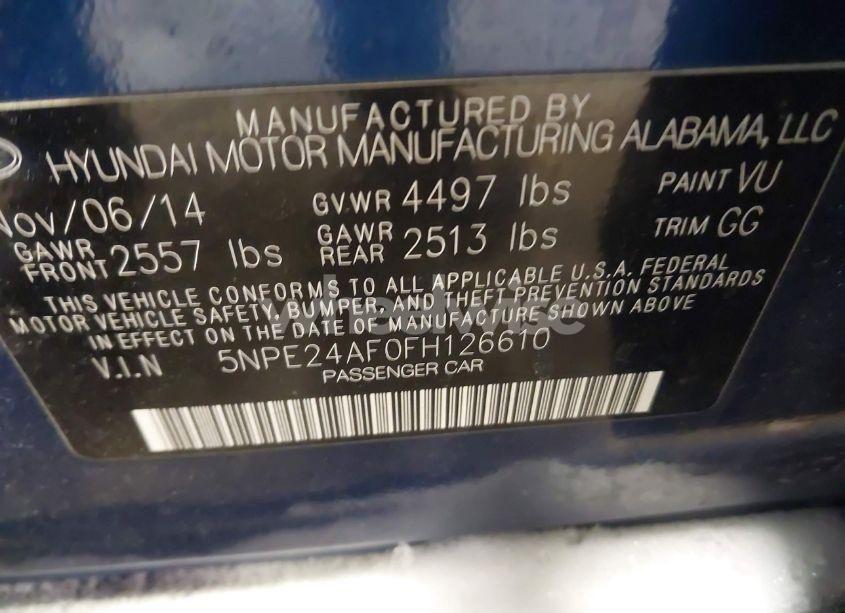 MANUFACTURED BY
HYUNDAI MOTOR MANUFACTURING ALABAMA, LLC
Nov/06/14 GVWR 4497 lbs PAINT VU
GAWR FRONT 2557 lbs GAWR REAR 2513 lbs TRIM GG
THIS VEHICLE CONFORMS TO ALL APPLICABLE U.S.A. FEDERAL
MOTOR VEHICLE SAFETY, BUMPER, AND THEFT PREVENTION STANDARDS
IN EFFECT ON THE DATE OF MANUFACTURE SHOWN ABOVE
V.I.N 5NPE24AF0FH126610
PASSENGER CAR